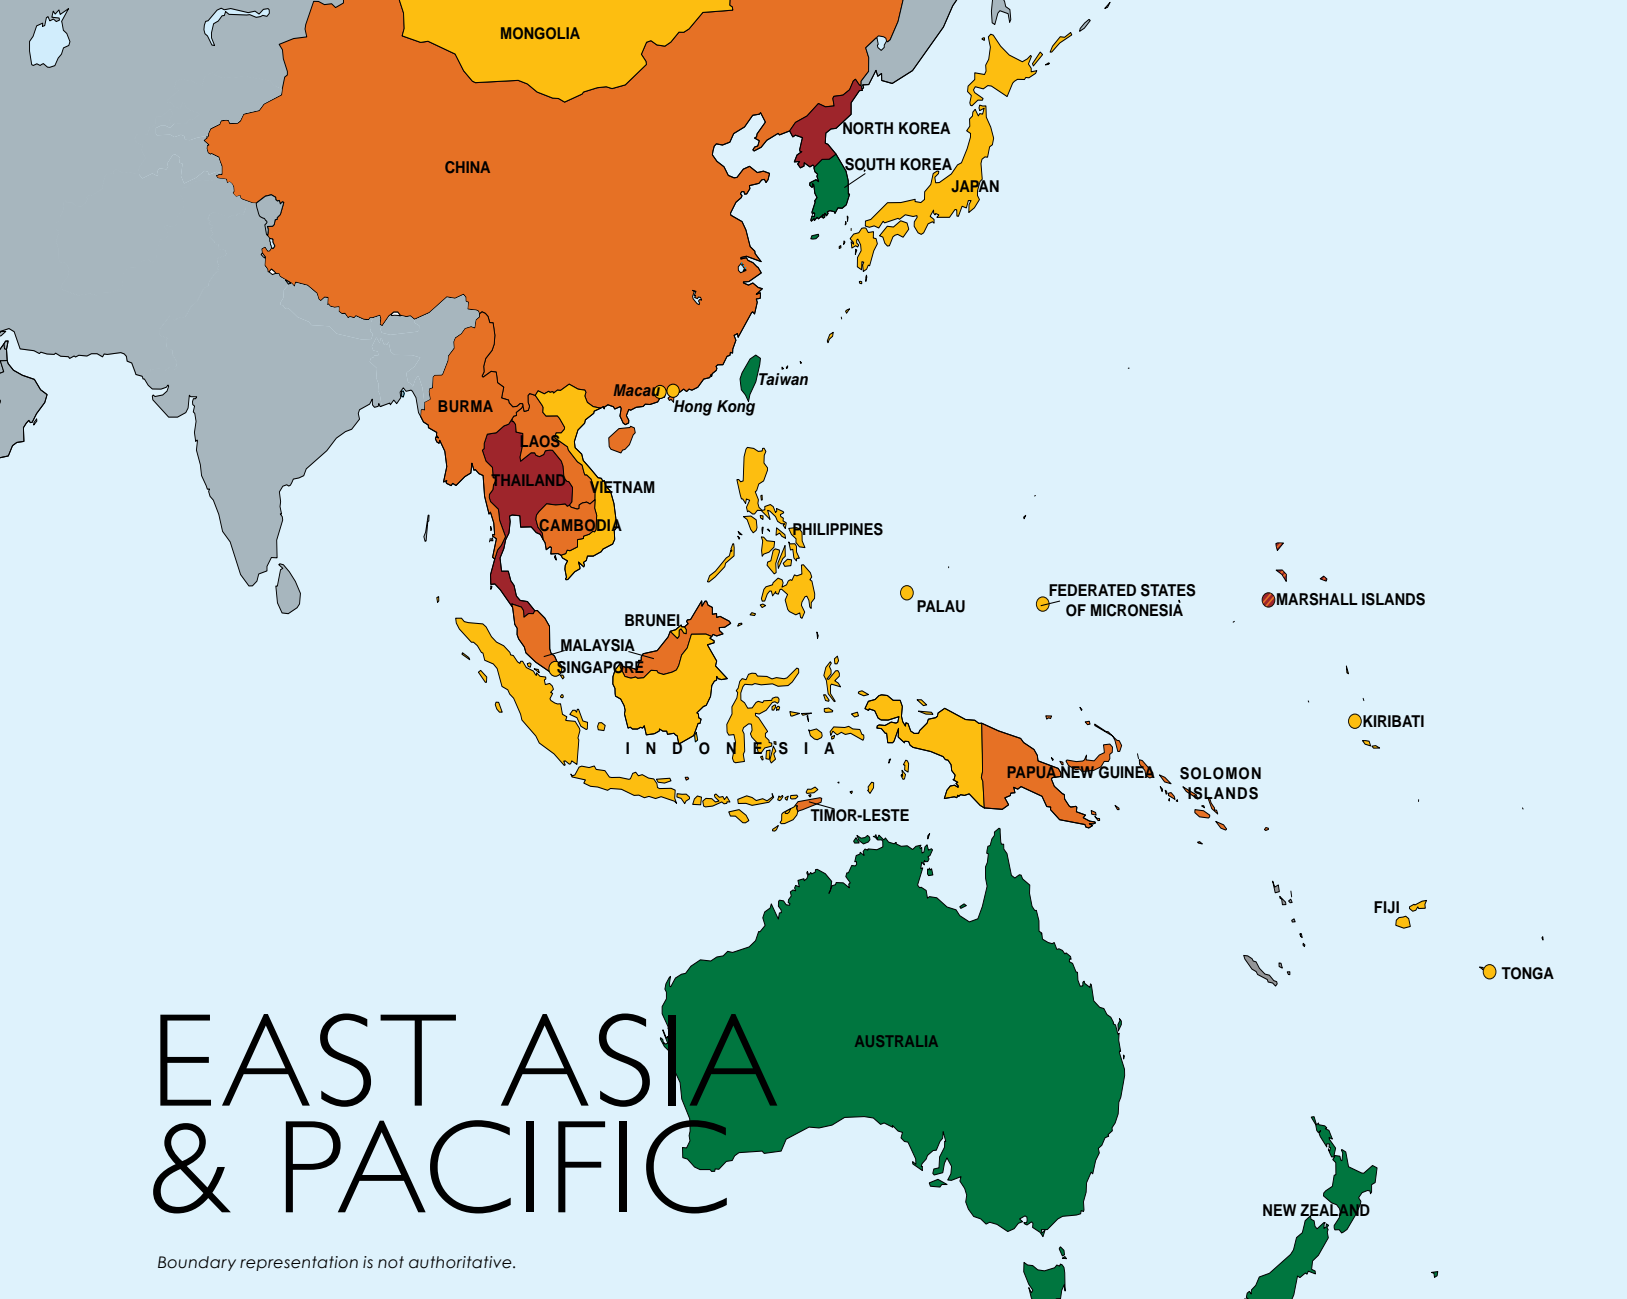 MONGOLIA
NORTH KOREA
CHINA
SOUTH KOREA
JAPAN
Taiwan
Macau
Hong Kong
BURMA
LAOS
THAILAND
VIETNAM
CAMBODIA
PHILIPPINES
FEDERATED STATES
OF MICRONESIA
PALAU
MARSHALL ISLANDS
BRUNEI
MALAYSIA
SINGAPORE
KIRIBATI
INDONESIA
PAPUA NEW GUINEA
SOLOMON
ISLANDS
TIMOR-LESTE
FIJI
TONGA
AUSTRALIA
EAST ASIA
& PACIFIC
NEW ZEALAND
Boundary representation is not authoritative.